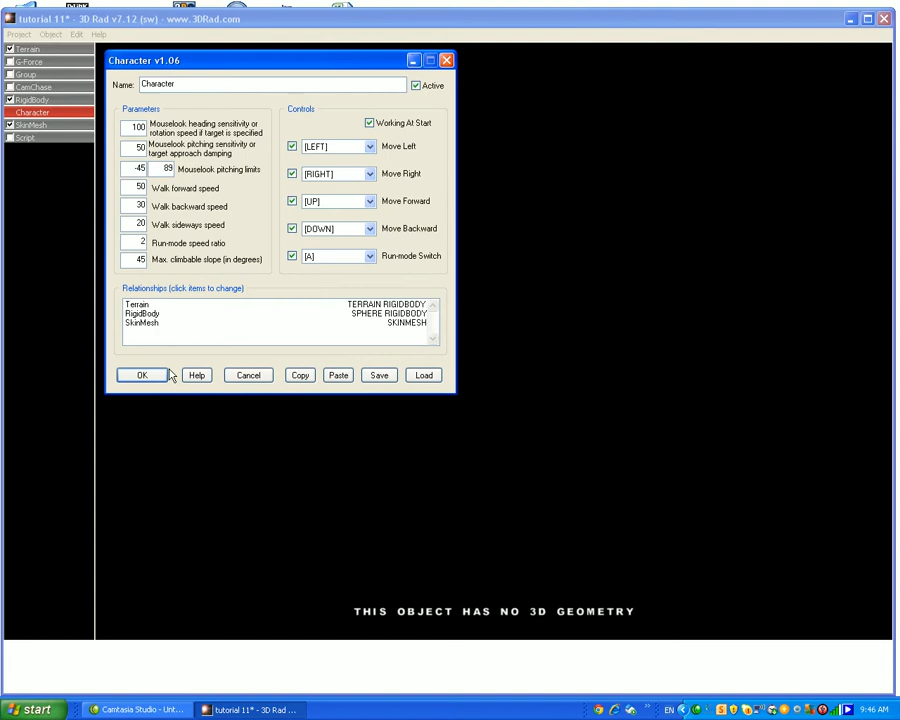 tutorial 11* - 3D Rad v7.12 (sw) - www.3DRad.com
Project Object Edit Help
Terrain
G-Force
Group
CamChase
RigidBody
Character
SkinMesh
Script
Character v1.06
Name: Character
Active
Parameters
100 Mouselook heading sensitivity or rotation speed if target is specified
50 Mouselook pitching sensitivity or target approach damping
-45 89 Mouselook pitching limits
50 Walk forward speed
30 Walk backward speed
20 Walk sideways speed
2 Run-mode speed ratio
45 Max. climbable slope (in degrees)
Controls
Working At Start
[LEFT] Move Left
[RIGHT] Move Right
[UP] Move Forward
[DOWN] Move Backward
[A] Run-mode Switch
Relationships (click items to change)
Terrain TERRAIN RIGIDBODY
RigidBody SPHERE RIGIDBODY
SkinMesh SKINMESH
OK Help Cancel Copy Paste Save Load
THIS OBJECT HAS NO 3D GEOMETRY
start Camtasia Studio - Unt... tutorial 11* - 3D Rad ... EN 9:46 AM